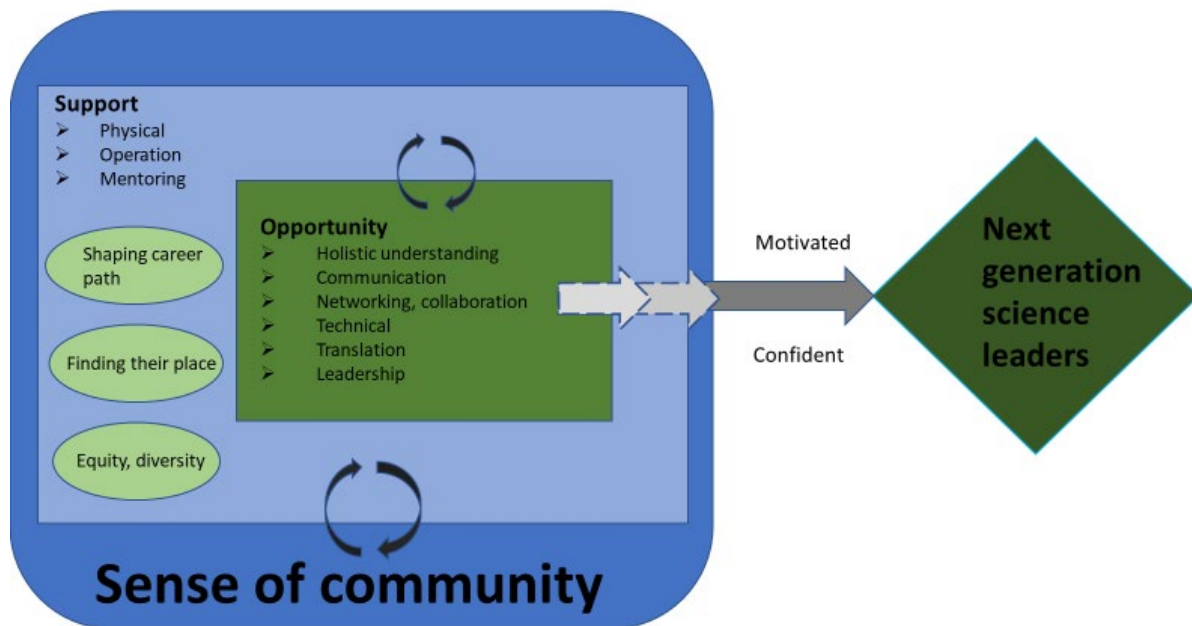 Support
➢ Physical
➢ Operation
➢ Mentoring
Shaping career
path
Finding their place
Equity, diversity
Opportunity
➢ Holistic understanding
➢ Communication
➢ Networking, collaboration
➢ Technical
➢ Translation
➢ Leadership
Sense of community
Motivated
Confident
Next
generation
science
leaders